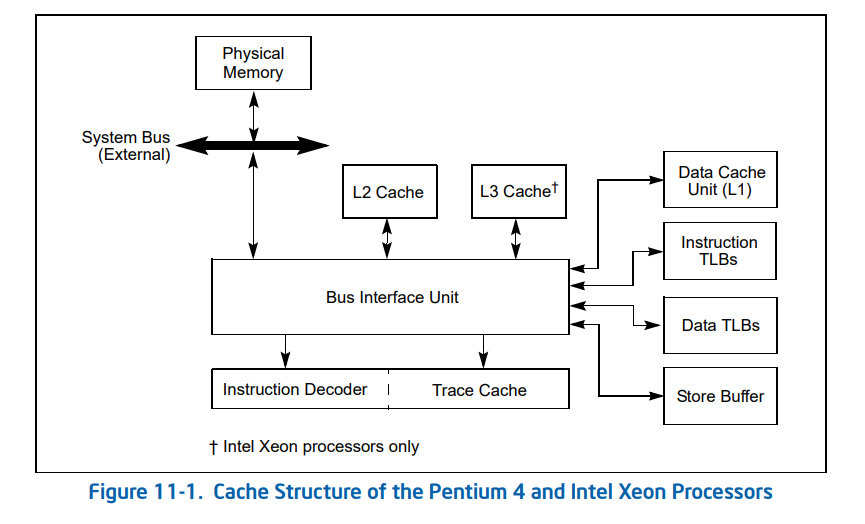 Physical
Memory
System Bus
(External)
L2 Cache
L3 Cache†
Data Cache
Unit (L1)
Instruction
TLBs
Bus Interface Unit
Data TLBs
Instruction Decoder
Trace Cache
Store Buffer
† Intel Xeon processors only
Figure 11-1. Cache Structure of the Pentium 4 and Intel Xeon Processors